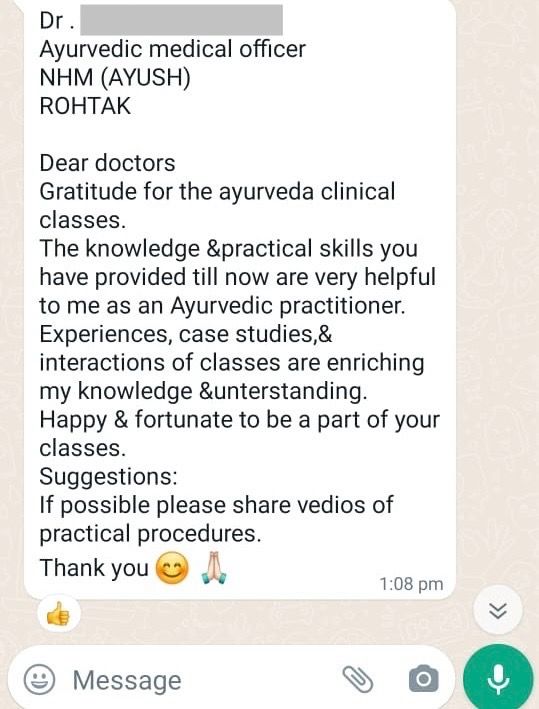 Dr .
Ayurvedic medical officer
NHM (AYUSH)
ROHTAK
Dear doctors
Gratitude for the ayurveda clinical
classes.
The knowledge &practical skills you
have provided till now are very helpful
to me as an Ayurvedic practitioner.
Experiences, case studies,&
interactions of classes are enriching
my knowledge &unterstanding.
Happy & fortunate to be a part of your
classes.
Suggestions:
If possible please share vedios of
practical procedures.
Thank you 😊 🙏🏻
1:08 pm
👍
Message